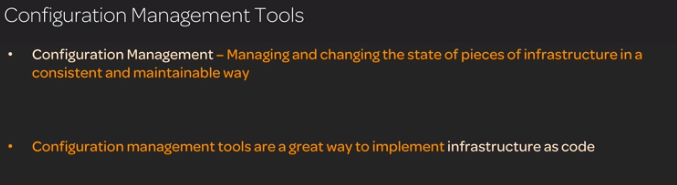 Configuration Management Tools
• Configuration Management – Managing and changing the state of pieces of infrastructure in a
consistent and maintainable way
• Configuration management tools are a great way to implement infrastructure as code